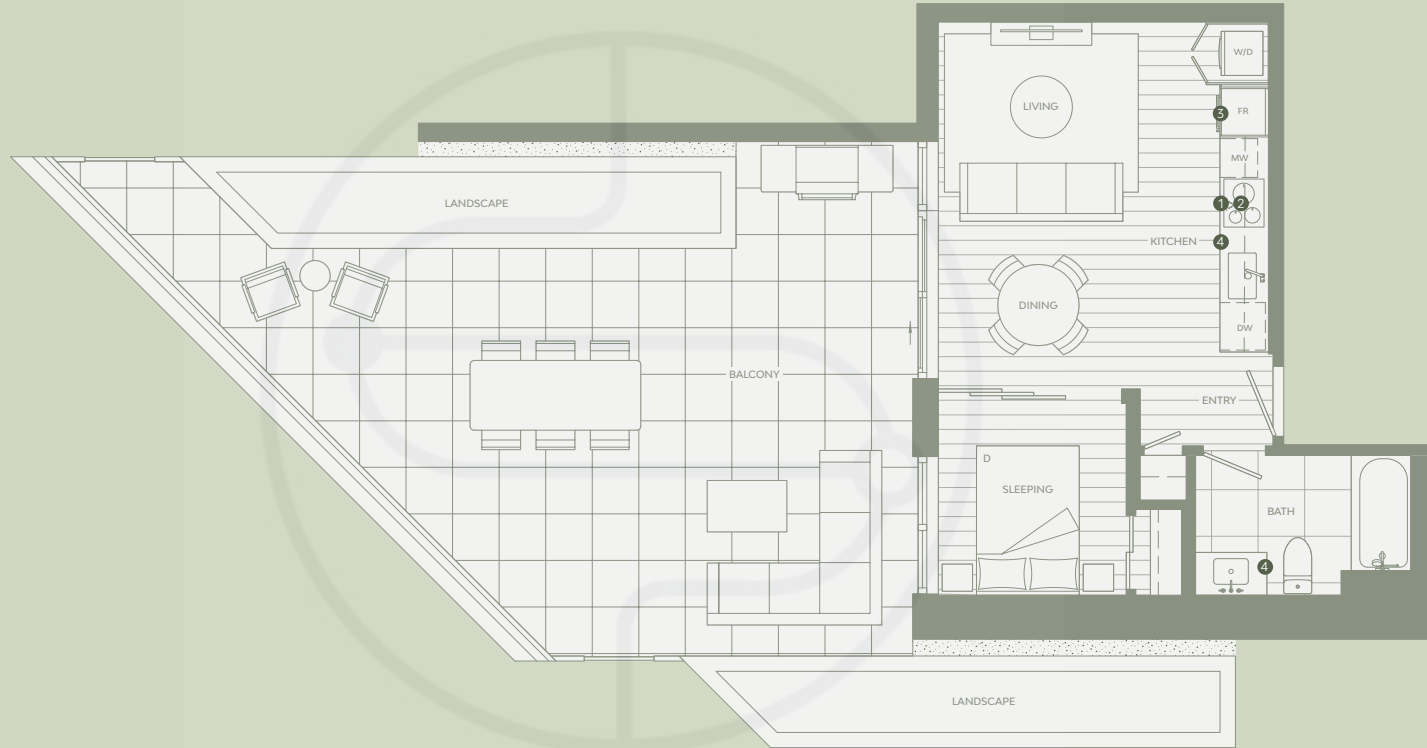 W/D
LIVING
3
FR
MW
LANDSCAPE
1
2
KITCHEN
4
DINING
DW
BALCONY
ENTRY
D
SLEEPING
BATH
4
LANDSCAPE